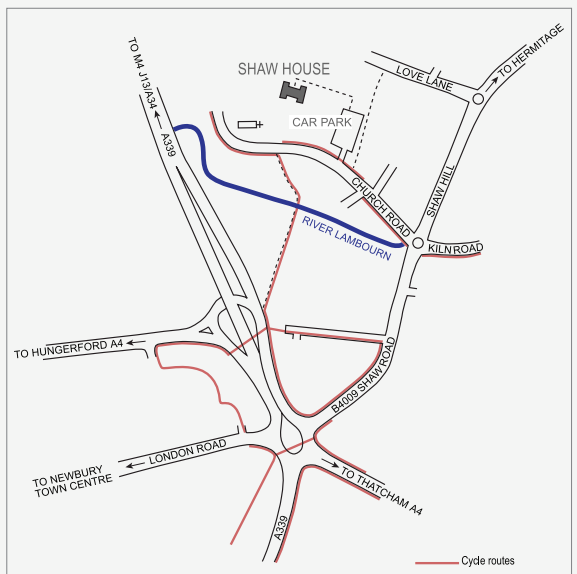 TO M4 J13/A34
A339
SHAW HOUSE
LOVE LANE
TO HERMITAGE
CAR PARK
SHAW HILL
CHURCH ROAD
RIVER LAMBOURN
KILN ROAD
TO HUNGERFORD A4
B4009 SHAW ROAD
LONDON ROAD
TO NEWBURY
TOWN CENTRE
TO THATCHAM A4
A339
Cycle routes